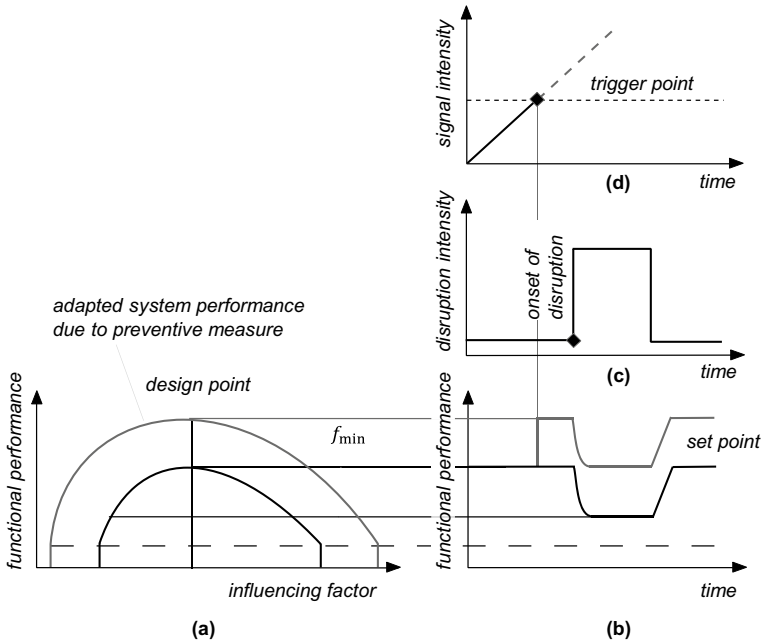 signal intensity
trigger point
(d)
time
disruption intensity
onset of
disruption
(c)
adapted system performance
due to preventive measure
design point
functional performance
f_min
influencing factor
(a)
functional performance
set point
time
(b)